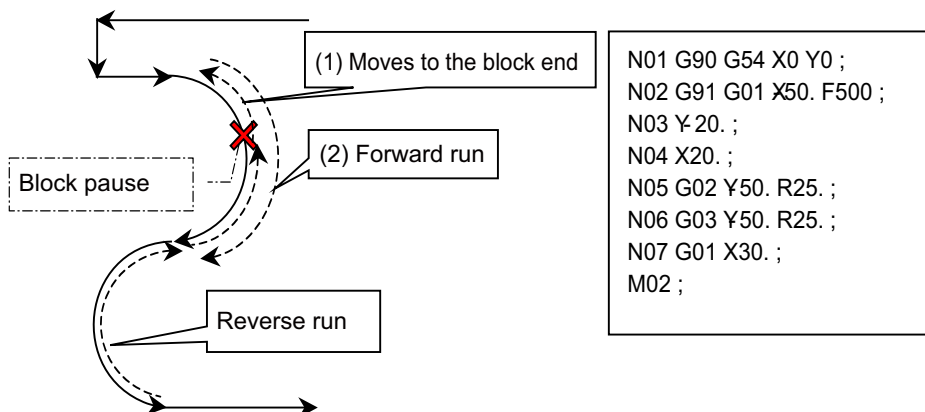 (1) Moves to the block end
(2) Forward run
Block pause
Reverse run
N01 G90 G54 X0 Y0 ;
N02 G91 G01 X-50. F500 ;
N03 Y-20. ;
N04 X20. ;
N05 G02 Y-50. R25. ;
N06 G03 Y-50. R25. ;
N07 G01 X30. ;
M02 ;